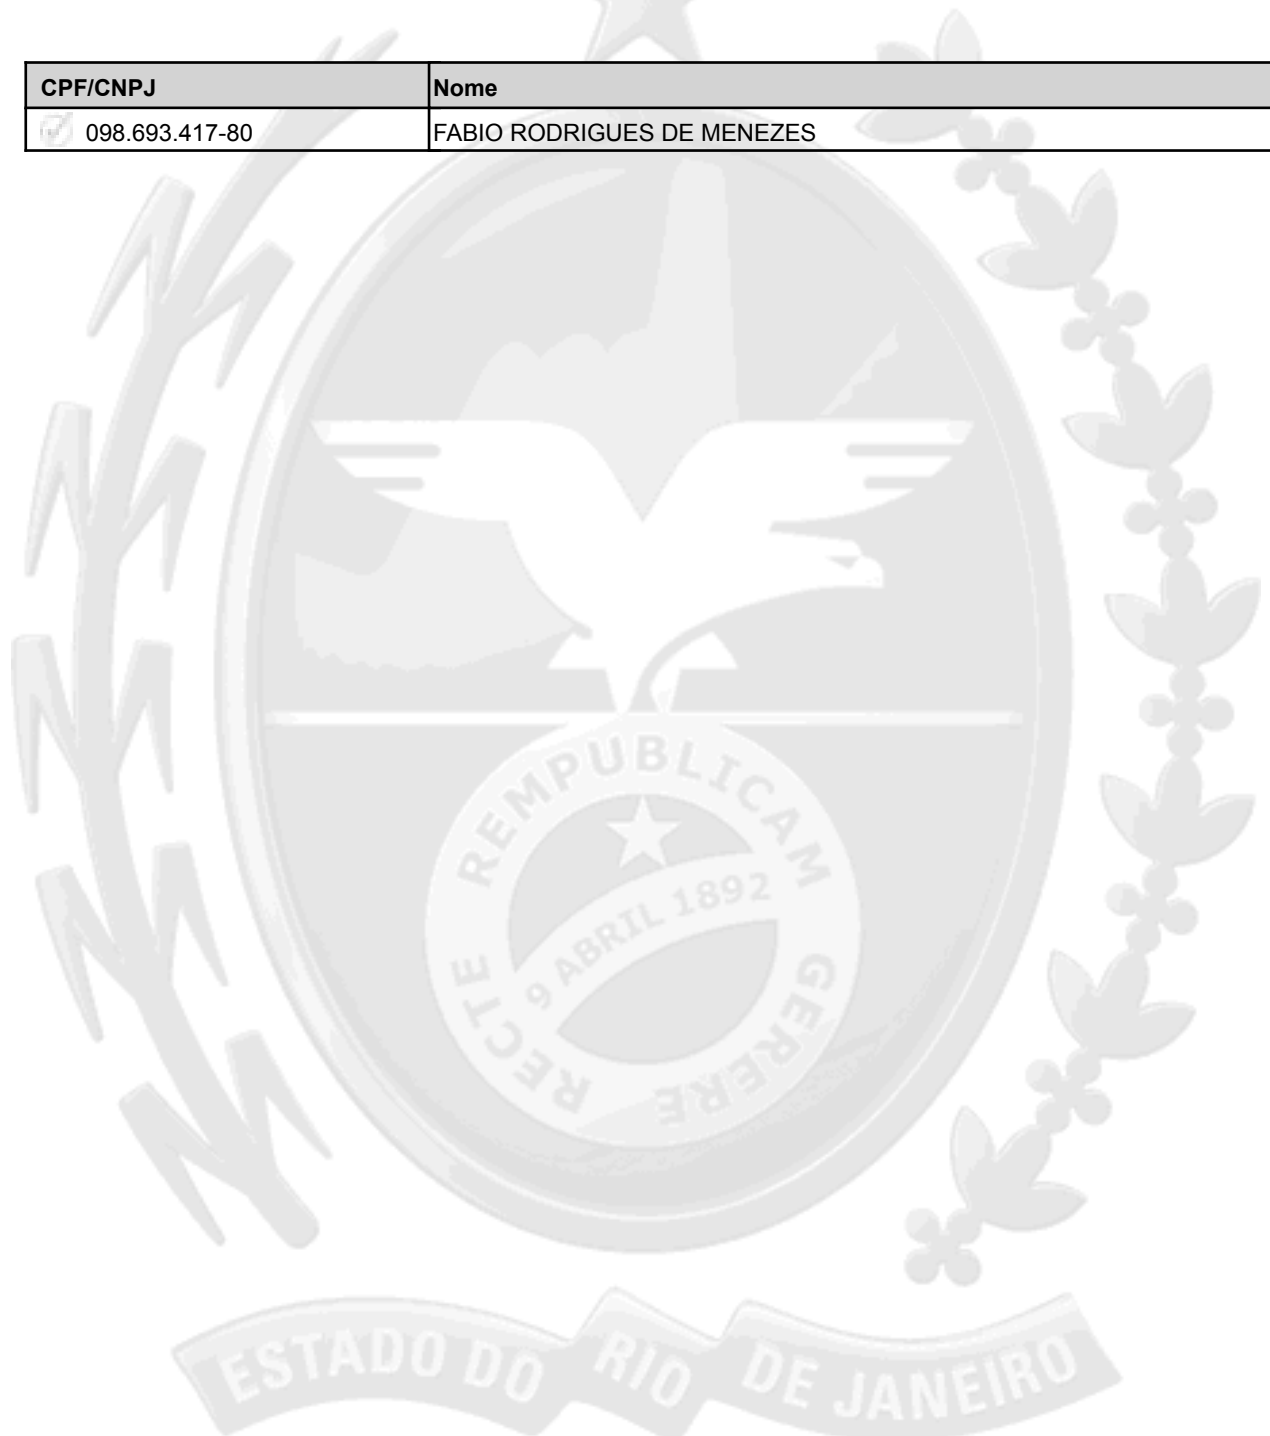 CPF/CNPJ Nome
098.693.417-80 FABIO RODRIGUES DE MENEZES
REMPUBLICAM
9 ABRIL 1892
RECTE GERERE
ESTADO DO RIO DE JANEIRO